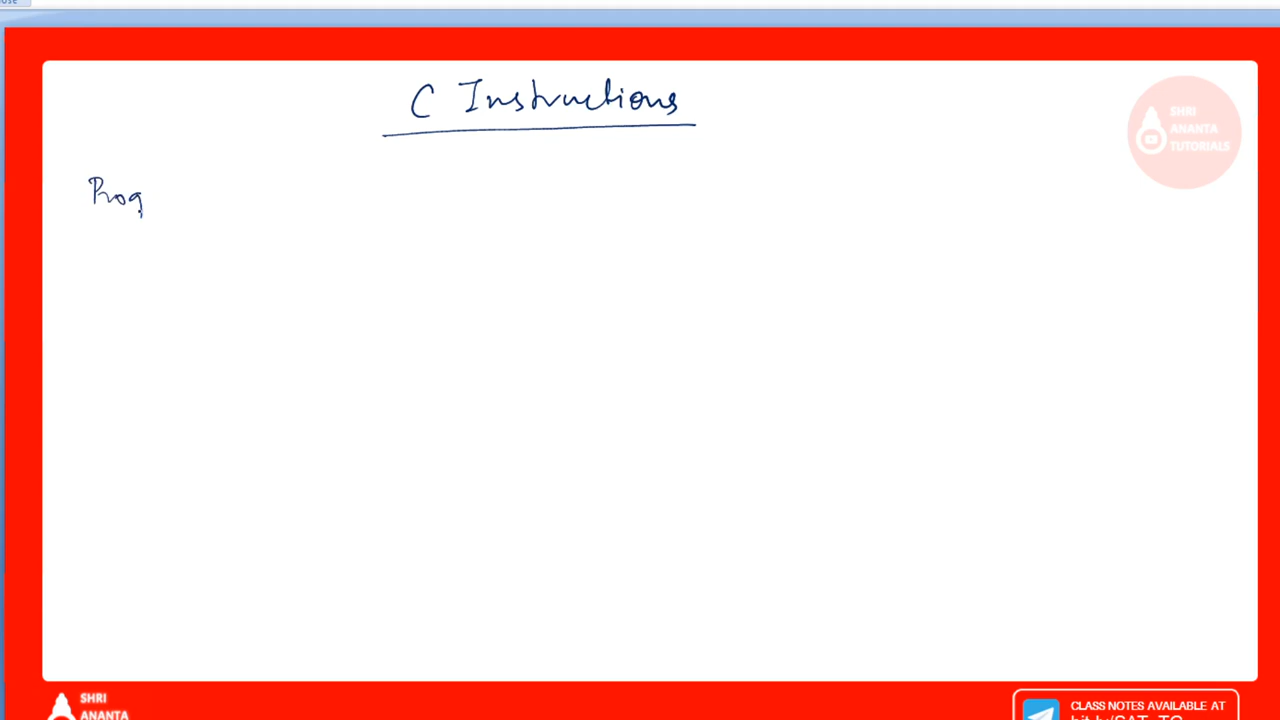 C Instructions
SHRI
ANANTA
TUTORIALS
Prog
SHRI
ANANTA
CLASS NOTES AVAILABLE AT